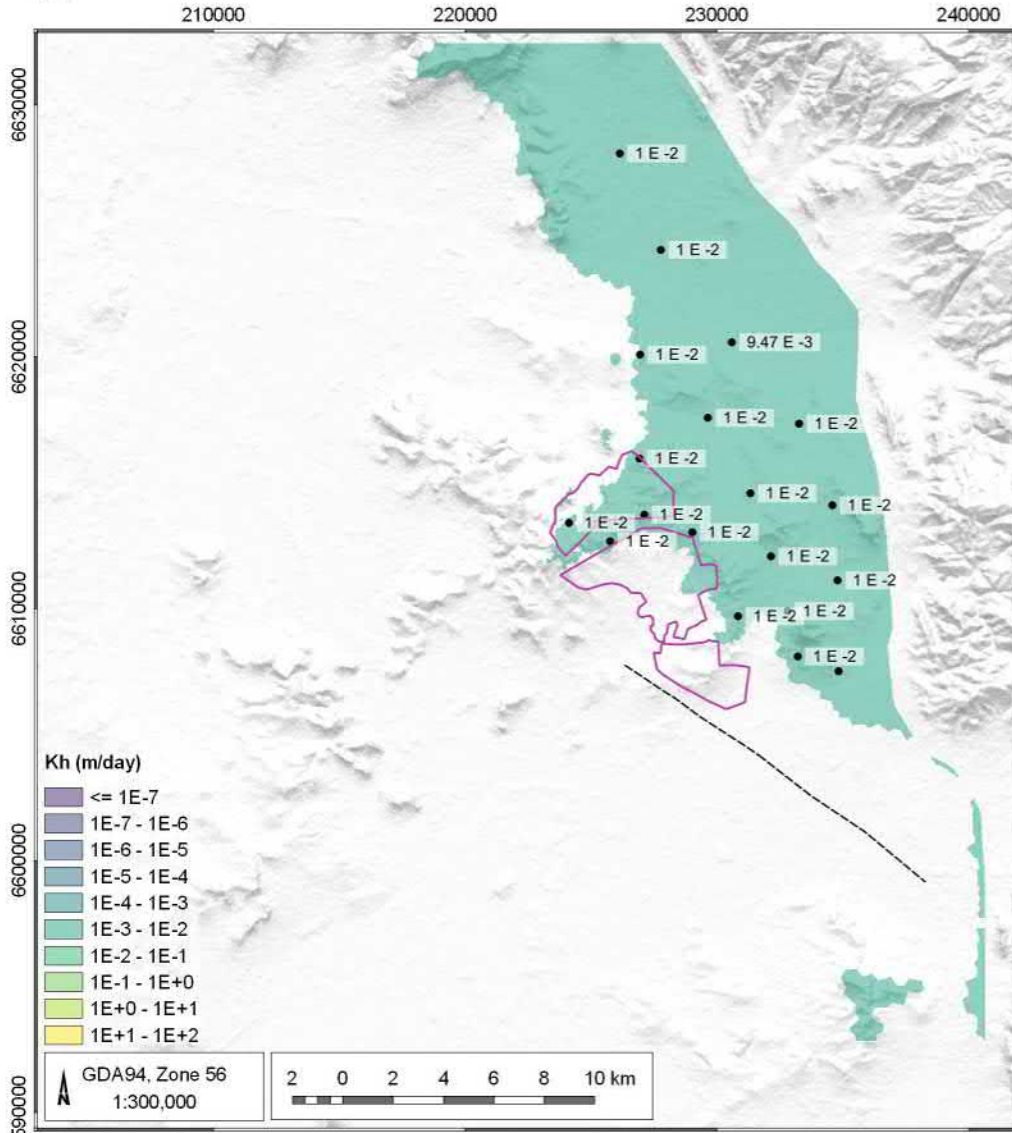 210000 220000 230000 240000
6630000
1 E -2
1 E -2
9.47 E -3
6620000
1 E -2
1 E -2
1 E -2
1 E -2
1 E -2
1 E -2
1 E -2
1 E -2
1 E -2
1 E -2
1 E -2
1 E -2
6610000
1 E -2
1 E -2
1 E -2
Kh (m/day)
<= 1E-7
1E-7 - 1E-6
1E-6 - 1E-5
1E-5 - 1E-4
1E-4 - 1E-3
1E-3 - 1E-2
1E-2 - 1E-1
1E-1 - 1E+0
1E+0 - 1E+1
1E+1 - 1E+2
6600000
GDA94, Zone 56
1:300,000
2 0 2 4 6 8 10 km